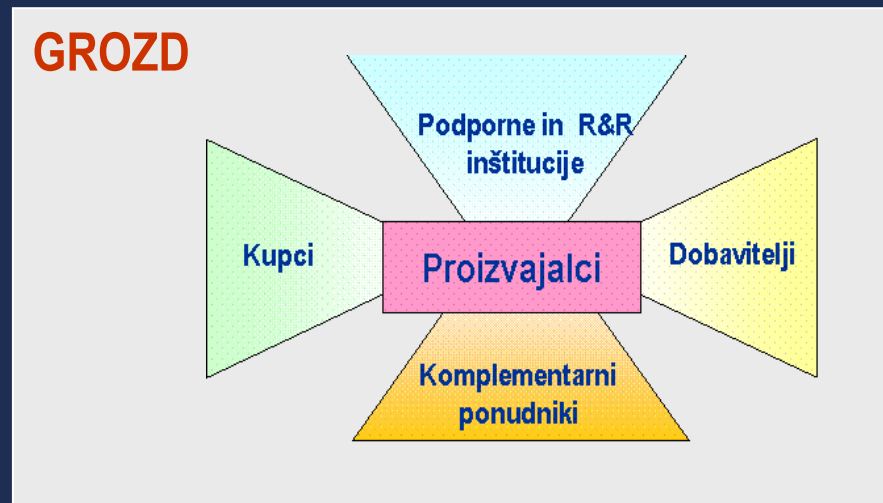 GROZD
Podporne in R&R
inštitucije
Kupci
Proizvajalci
Dobavitelji
Komplementarni
ponudniki